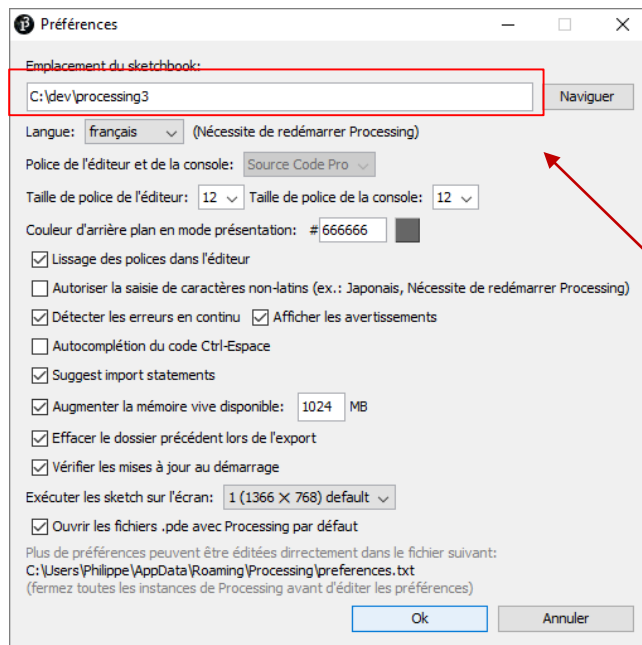 Préférences
Emplacement du sketchbook:
C:\dev\processing3 Naviguer
Langue: français (Nécessite de redémarrer Processing)
Police de l'éditeur et de la console: Source Code Pro
Taille de police de l'éditeur: 12 Taille de police de la console: 12
Couleur d'arrière plan en mode présentation: #666666
Lissage des polices dans l'éditeur
Autoriser la saisie de caractères non-latins (ex.: Japonais, Nécessite de redémarrer Processing)
Détecter les erreurs en continu Afficher les avertissements
Autocomplétion du code Ctrl-Espace
Suggest import statements
Augmenter la mémoire vive disponible: 1024 MB
Effacer le dossier précédent lors de l'export
Vérifier les mises à jour au démarrage
Exécuter les sketch sur l'écran: 1 (1366 × 768) default
Ouvrir les fichiers .pde avec Processing par défaut
Plus de préférences peuvent être éditées directement dans le fichier suivant:
C:\Users\Philippe\AppData\Roaming\Processing\preferences.txt
(fermez toutes les instances de Processing avant d'éditer les préférences)
Ok Annuler